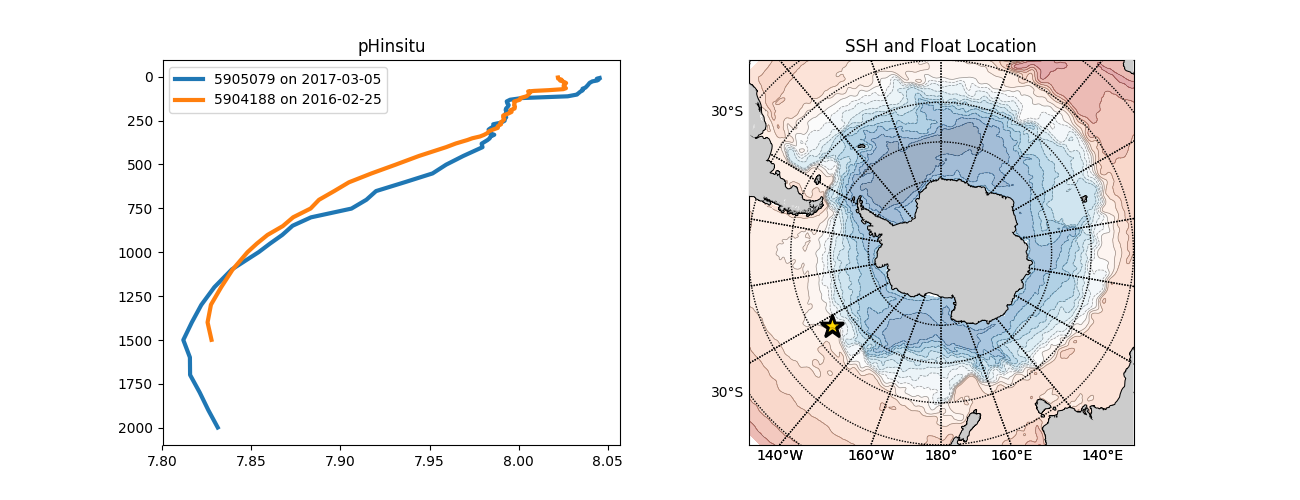 pHinsitu
0
250
500
750
1000
1250
1500
1750
2000
5905079 on 2017-03-05
5904188 on 2016-02-25
7.80 7.85 7.90 7.95 8.00 8.05
SSH and Float Location
30°S
30°S
140°W 160°W 180° 160°E 140°E